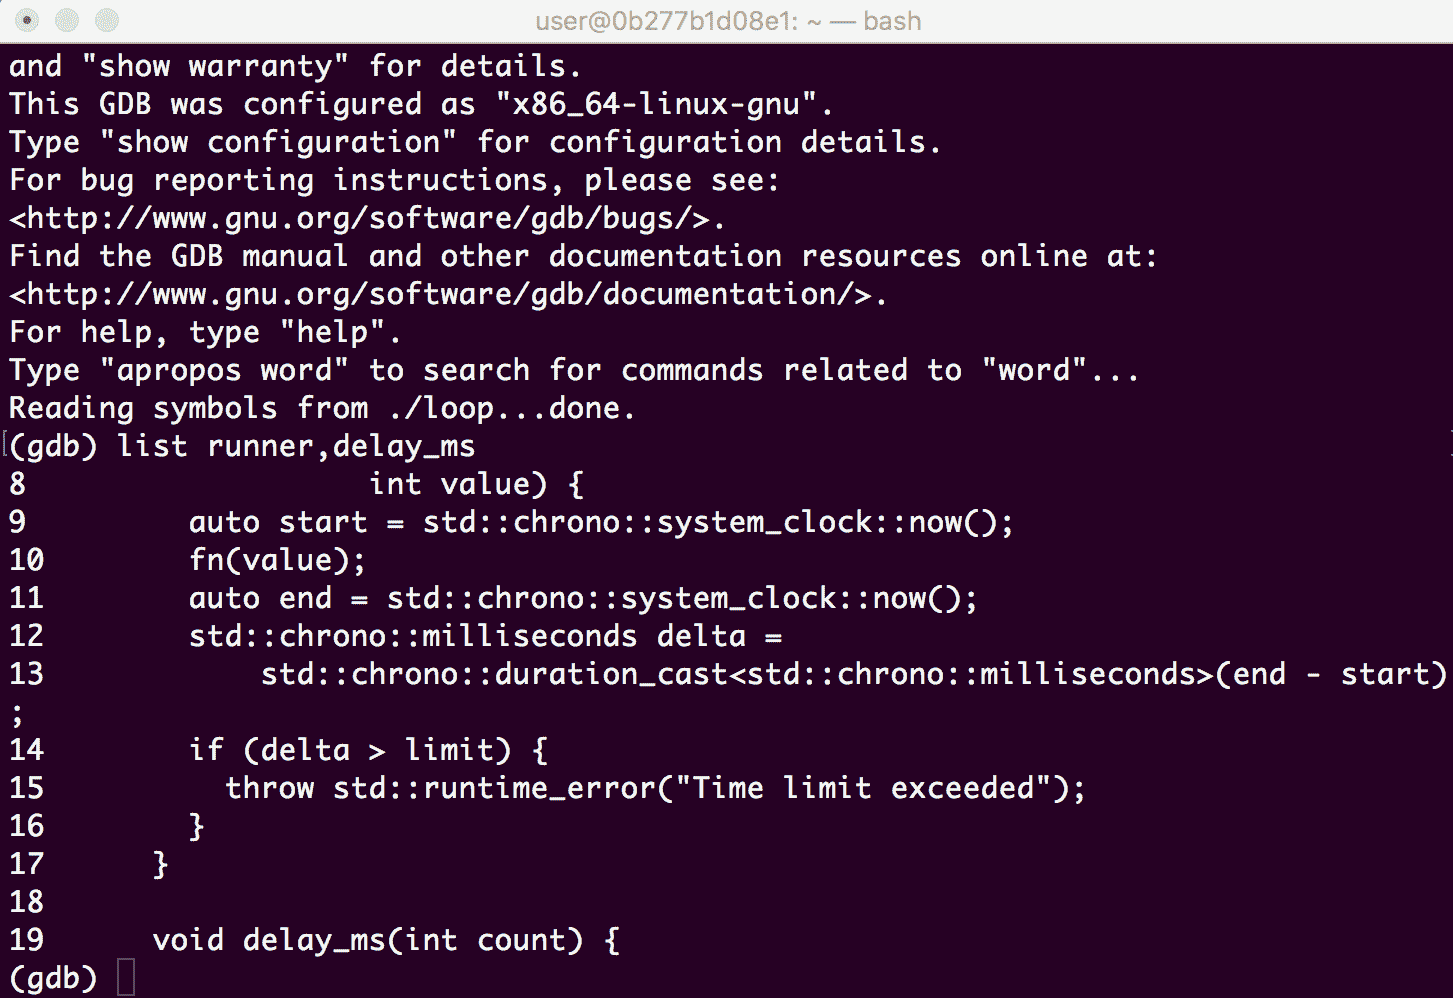 user@0b277b1d08e1: ~ — bash
and "show warranty" for details.
This GDB was configured as "x86_64-linux-gnu".
Type "show configuration" for configuration details.
For bug reporting instructions, please see:
<http://www.gnu.org/software/gdb/bugs/>.
Find the GDB manual and other documentation resources online at:
<http://www.gnu.org/software/gdb/documentation/>.
For help, type "help".
Type "apropos word" to search for commands related to "word"...
Reading symbols from ./loop...done.
(gdb) list runner,delay_ms
8                   int value) {
9         auto start = std::chrono::system_clock::now();
10        fn(value);
11        auto end = std::chrono::system_clock::now();
12        std::chrono::milliseconds delta =
13            std::chrono::duration_cast<std::chrono::milliseconds>(end - start)
;
14        if (delta > limit) {
15          throw std::runtime_error("Time limit exceeded");
16        }
17      }
18
19      void delay_ms(int count) {
(gdb)